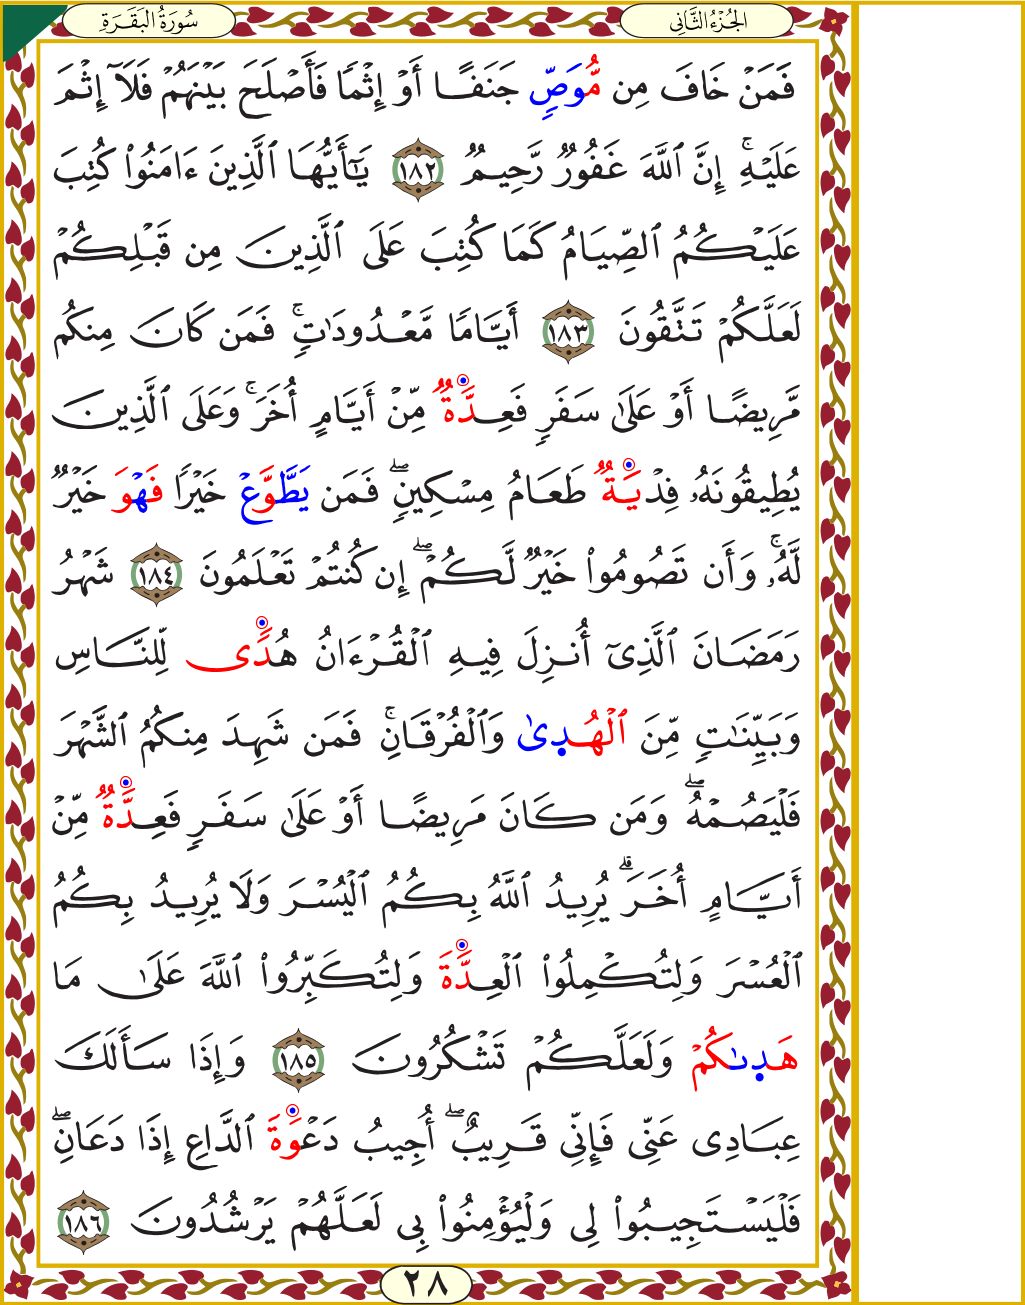 الجُزْءُ الثَّانِي
سُورَةُ البَقَرَةِ
فَمَنْ خَافَ مِن مُّوَصٍّ جَنَفًا أَوْ إِثْمًا فَأَصْلَحَ بَيْنَهُمْ فَلَآ إِثْمَ
عَلَيْهِۚ إِنَّ ٱللَّهَ غَفُورٌ رَّحِيمٌ ١٨٢ يَٰٓأَيُّهَا ٱلَّذِينَ ءَامَنُواْ كُتِبَ
عَلَيْكُمُ ٱلصِّيَامُ كَمَا كُتِبَ عَلَى ٱلَّذِينَ مِن قَبْلِكُمْ
لَعَلَّكُمْ تَتَّقُونَ ١٨٣ أَيَّامًا مَّعْدُودَٰتٍۚ فَمَن كَانَ مِنكُم
مَّرِيضًا أَوْ عَلَىٰ سَفَرٍ فَعِدَّةٌ مِّنْ أَيَّامٍ أُخَرَۚ وَعَلَى ٱلَّذِينَ
يُطِيقُونَهُۥ فِدْيَةٌ طَعَامُ مِسْكِينٍۖ فَمَن يَطَّوَّعْ خَيْرًا فَهْوَ خَيْرٌ
لَّهُۥۚ وَأَن تَصُومُواْ خَيْرٌ لَّكُمْۖ إِن كُنتُمْ تَعْلَمُونَ ١٨٤ شَهْرُ
رَمَضَانَ ٱلَّذِىٓ أُنزِلَ فِيهِ ٱلْقُرْءَانُ هُدًى لِّلنَّاسِ
وَبَيِّنَٰتٍ مِّنَ ٱلْهُدٜىٰ وَٱلْفُرْقَانِۚ فَمَن شَهِدَ مِنكُمُ ٱلشَّهْرَ
فَلْيَصُمْهُۖ وَمَن كَانَ مَرِيضًا أَوْ عَلَىٰ سَفَرٍ فَعِدَّةٌ مِّنْ
أَيَّامٍ أُخَرَۗ يُرِيدُ ٱللَّهُ بِكُمُ ٱلْيُسْرَ وَلَا يُرِيدُ بِكُمُ
ٱلْعُسْرَ وَلِتُكْمِلُواْ ٱلْعِدَّةَ وَلِتُكَبِّرُواْ ٱللَّهَ عَلَىٰ مَا
هَدٜىٰكُمْ وَلَعَلَّكُمْ تَشْكُرُونَ ١٨٥ وَإِذَا سَأَلَكَ
عِبَادِى عَنِّى فَإِنِّى قَرِيبٌۖ أُجِيبُ دَعْوَةَ ٱلدَّاعِ إِذَا دَعَانِۖ
فَلْيَسْتَجِيبُواْ لِى وَلْيُؤْمِنُواْ بِى لَعَلَّهُمْ يَرْشُدُونَ ١٨٦
٢٨